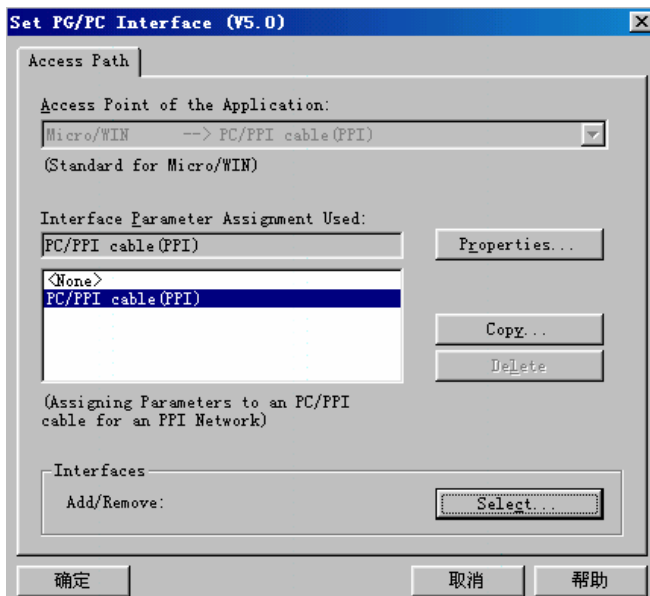 Set PG/PC Interface (V5.0)
Access Path
Access Point of the Application:
Micro/WIN --> PC/PPI cable(PPI)
(Standard for Micro/WIN)
Interface Parameter Assignment Used:
PC/PPI cable(PPI)
Properties...
<None>
PC/PPI cable(PPI)
Copy...
Delete
(Assigning Parameters to an PC/PPI
cable for an PPI Network)
Interfaces
Add/Remove:
Select...
确定
取消
帮助